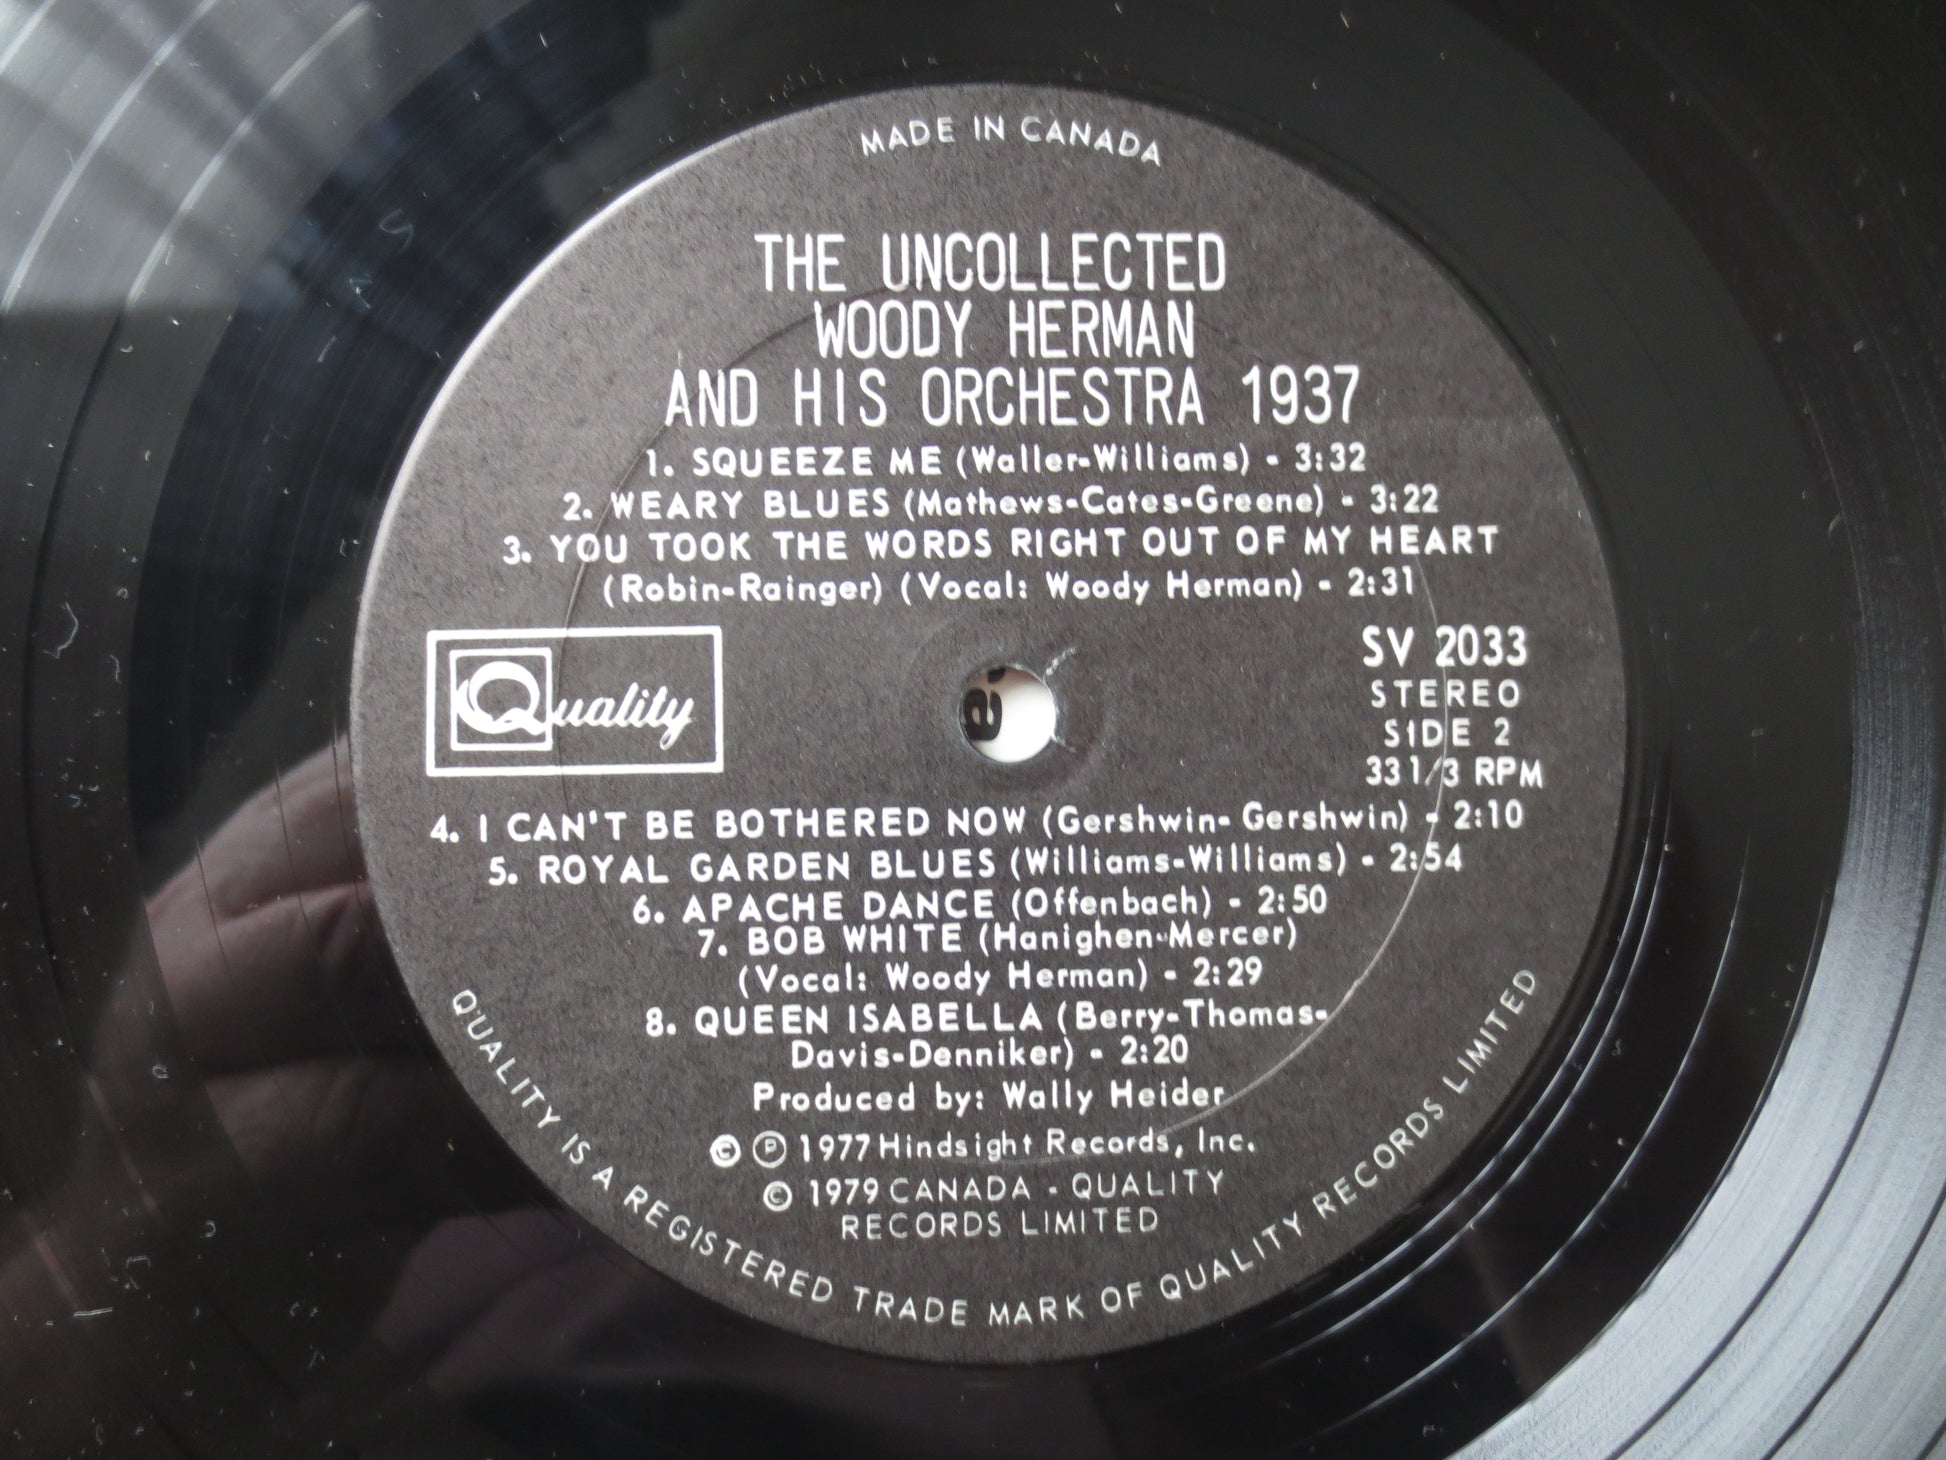 MADE IN CANADA
THE UNCOLLECTED
WOODY HERMAN
AND HIS ORCHESTRA 1937
1. SQUEEZE ME (Waller-Williams) - 3:32
2. WEARY BLUES (Mathews-Cates-Greene) - 3:22
3. YOU TOOK THE WORDS RIGHT OUT OF MY HEART
(Robin-Rainger) (Vocal: Woody Herman) - 2:31
Quality
SV 2033
STEREO
SIDE 2
33 1/3 RPM
4. I CAN'T BE BOTHERED NOW (Gershwin- Gershwin) - 2:10
5. ROYAL GARDEN BLUES (Williams-Williams) - 2:54
6. APACHE DANCE (Offenbach) - 2:50
7. BOB WHITE (Hanighen-Mercer)
(Vocal: Woody Herman) - 2:29
8. QUEEN ISABELLA (Berry-Thomas-
Davis-Denniker) - 2:20
Produced by: Wally Heider
© ℗ 1977 Hindsight Records, Inc.
© 1979 CANADA - QUALITY
RECORDS LIMITED
QUALITY IS A REGISTERED TRADE MARK OF QUALITY RECORDS LIMITED